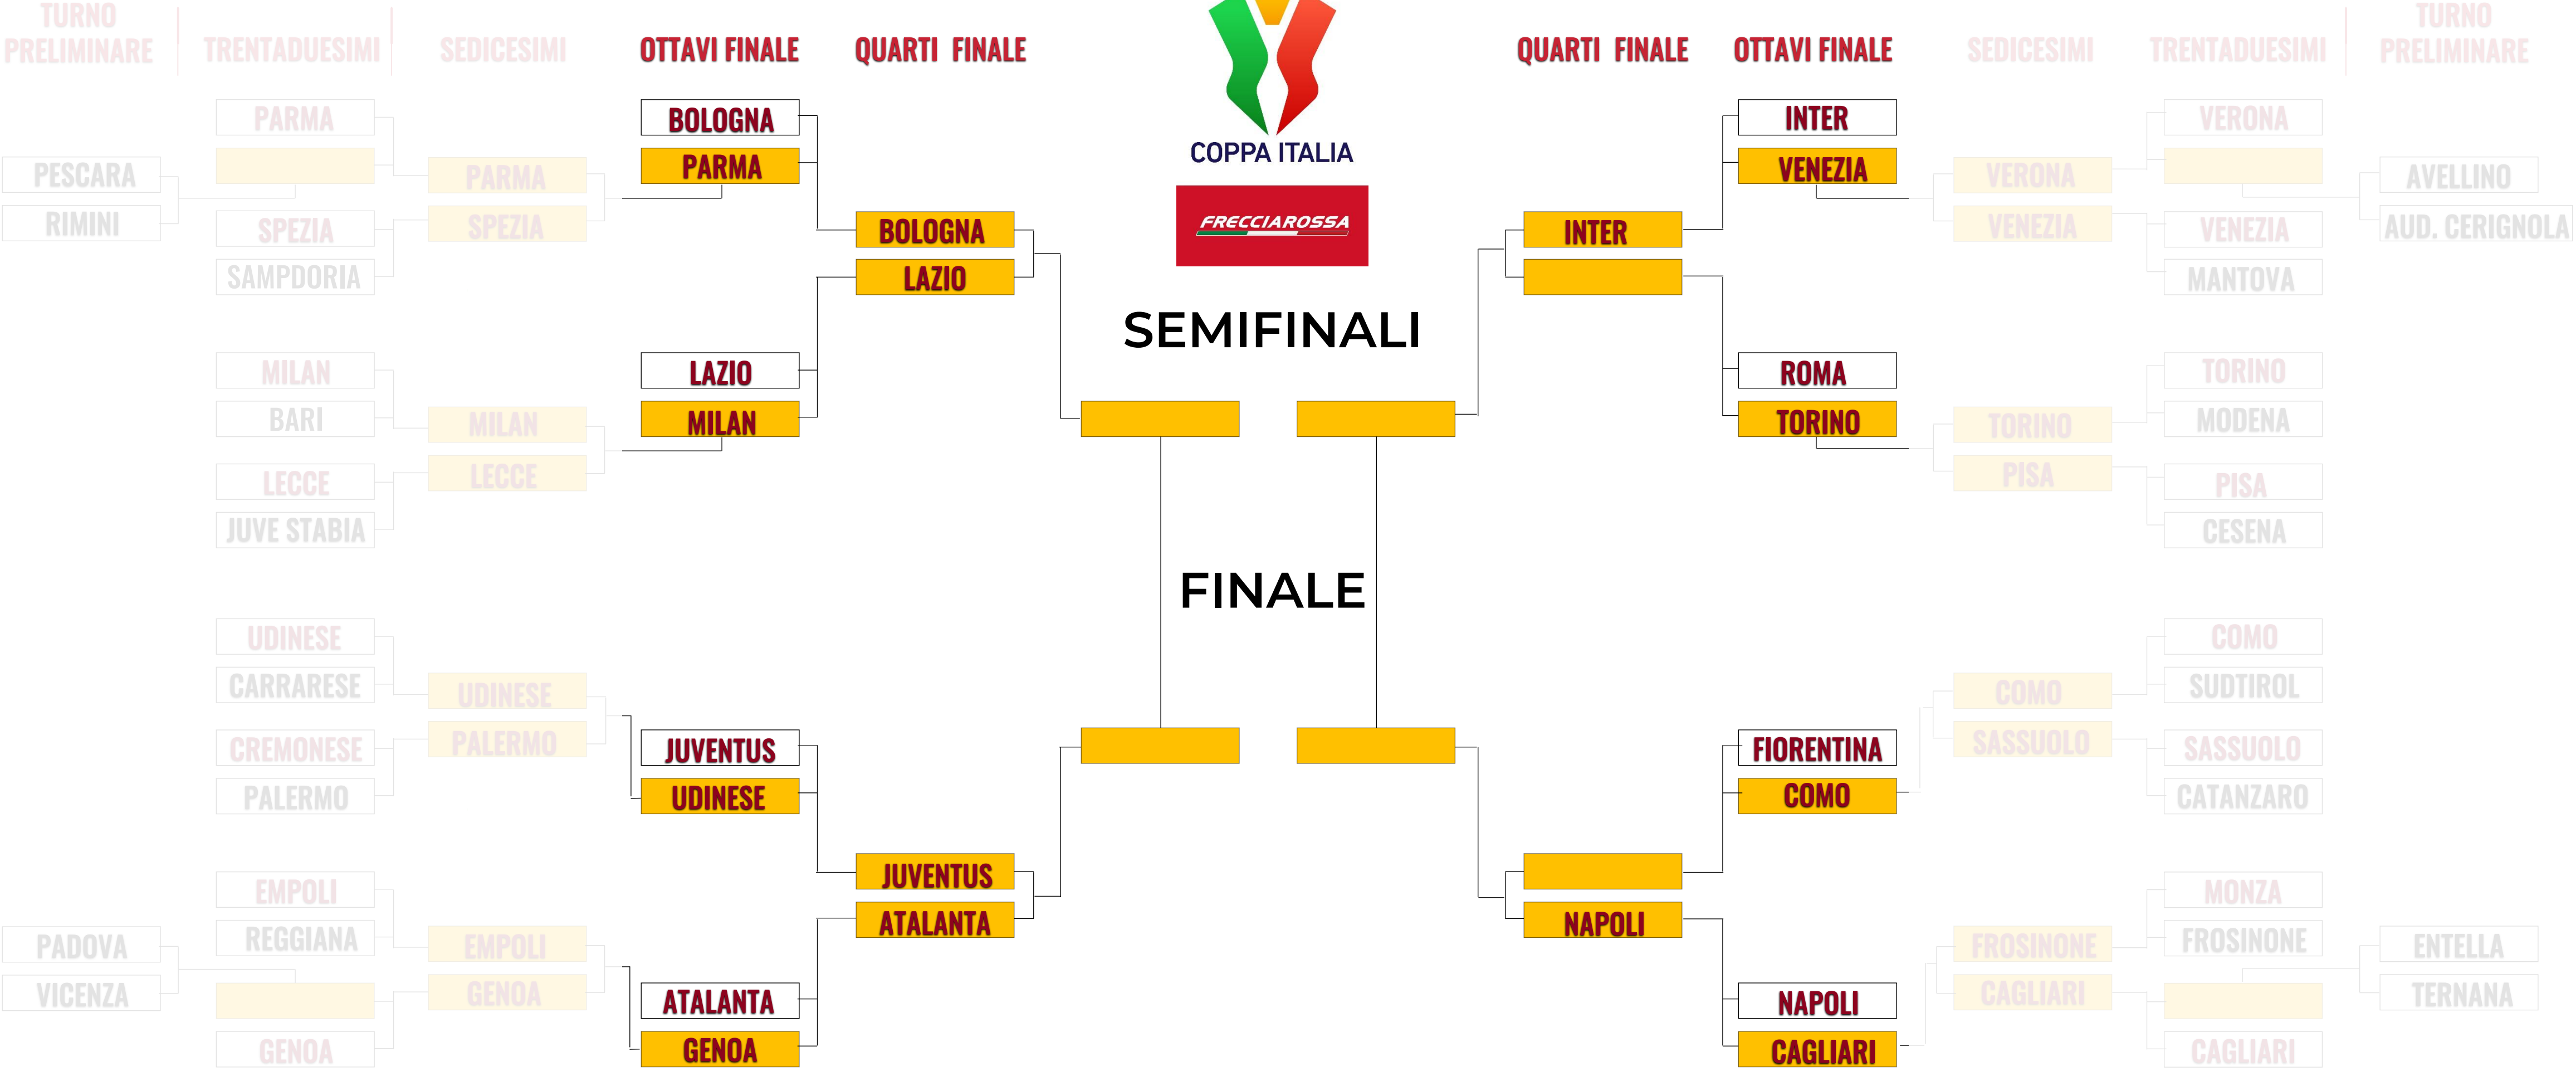 TURNO
PRELIMINARE
TRENTADUESIMI
SEDICESIMI
OTTAVI FINALE
QUARTI FINALE
QUARTI FINALE
OTTAVI FINALE
SEDICESIMI
TRENTADUESIMI
TURNO
PRELIMINARE
COPPA ITALIA
FRECCIAROSSA
SEMIFINALI
FINALE
PESCARA
RIMINI
PADOVA
VICENZA
PARMA
SPEZIA
SAMPDORIA
MILAN
BARI
LECCE
JUVE STABIA
UDINESE
CARRARESE
CREMONESE
PALERMO
EMPOLI
REGGIANA
GENOA
PARMA
SPEZIA
MILAN
LECCE
UDINESE
PALERMO
EMPOLI
GENOA
BOLOGNA
PARMA
LAZIO
MILAN
JUVENTUS
UDINESE
ATALANTA
GENOA
BOLOGNA
LAZIO
JUVENTUS
ATALANTA
INTER
NAPOLI
INTER
VENEZIA
ROMA
TORINO
FIORENTINA
COMO
NAPOLI
CAGLIARI
VERONA
VENEZIA
TORINO
PISA
COMO
SASSUOLO
FROSINONE
CAGLIARI
VERONA
VENEZIA
MANTOVA
TORINO
MODENA
PISA
CESENA
COMO
SUDTIROL
SASSUOLO
CATANZARO
MONZA
FROSINONE
CAGLIARI
AVELLINO
AUD. CERIGNOLA
ENTELLA
TERNANA